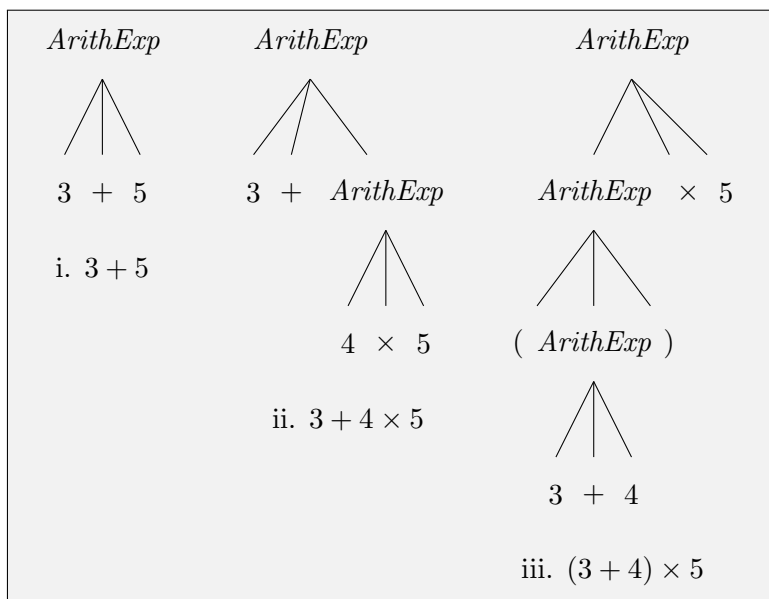 ArithExp ArithExp ArithExp
3 + 5 3 + ArithExp ArithExp × 5
i. 3 + 5
4 × 5 ( ArithExp )
ii. 3 + 4 × 5
3 + 4
iii. (3 + 4) × 5